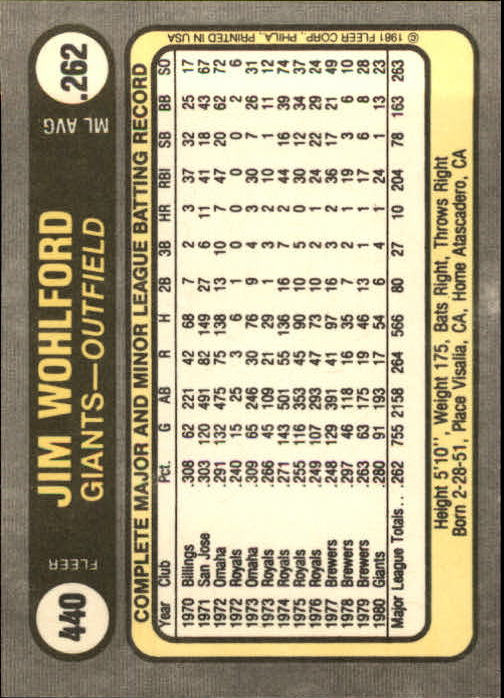 440
FLEER
JIM WOHLFORD
GIANTS—OUTFIELD
ML AVG.
.262
COMPLETE MAJOR AND MINOR LEAGUE BATTING RECORD
Year Club Pct. G AB R H 2B 3B HR RBI SB BB SO
1970 Billings .308 62 221 42 68 7 2 3 37 32 25 17
1971 San Jose .303 120 491 82 149 27 6 11 41 18 43 67
1972 Omaha .291 132 475 75 138 13 10 7 47 20 62 72
1972 Royals .240 15 25 3 6 1 0 0 0 0 2 6
1973 Omaha .309 65 246 30 76 9 4 3 30 7 26 31
1973 Royals .266 45 109 21 29 1 3 2 10 1 11 12
1974 Royals .271 143 501 55 136 16 7 2 44 16 39 74
1975 Royals .255 116 353 45 90 10 5 0 30 12 34 37
1976 Royals .249 107 293 47 73 10 2 1 24 22 29 24
1977 Brewers .248 129 391 41 97 16 3 2 36 17 21 49
1978 Brewers .297 46 118 16 35 7 2 1 19 3 6 10
1979 Brewers .263 63 175 19 46 13 1 1 17 6 8 28
1980 Giants .280 91 193 17 54 6 4 1 24 1 13 23
Major League Totals . . .262 755 2158 264 566 80 27 10 204 78 163 263
Height 5'10", Weight 175, Bats Right, Throws Right
Born 2-28-51, Place Visalia, CA, Home Atascadero, CA
© 1981 FLEER CORP., PHILA., PRINTED IN USA